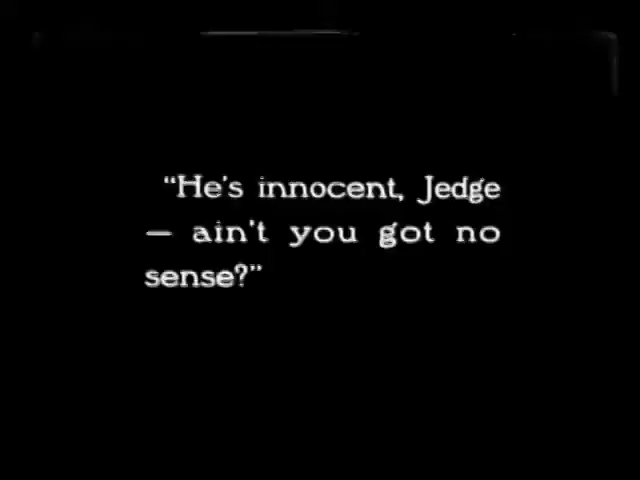 “He's innocent, Jedge
— ain't you got no
sense?”